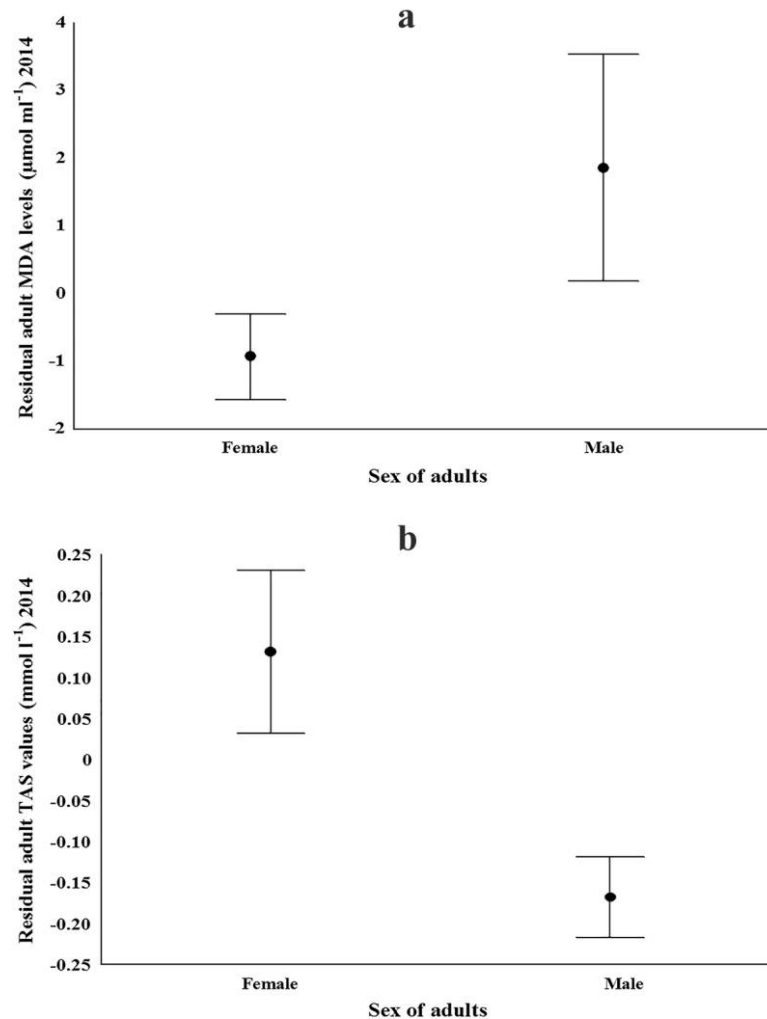 a
Residual adult MDA levels (µmol ml⁻¹) 2014
4
3
2
1
0
-1
-2
Female
Male
Sex of adults
b
Residual adult TAS values (mmol l⁻¹) 2014
0.25
0.20
0.15
0.10
0.05
0
-0.05
-0.10
-0.15
-0.20
-0.25
Female
Male
Sex of adults